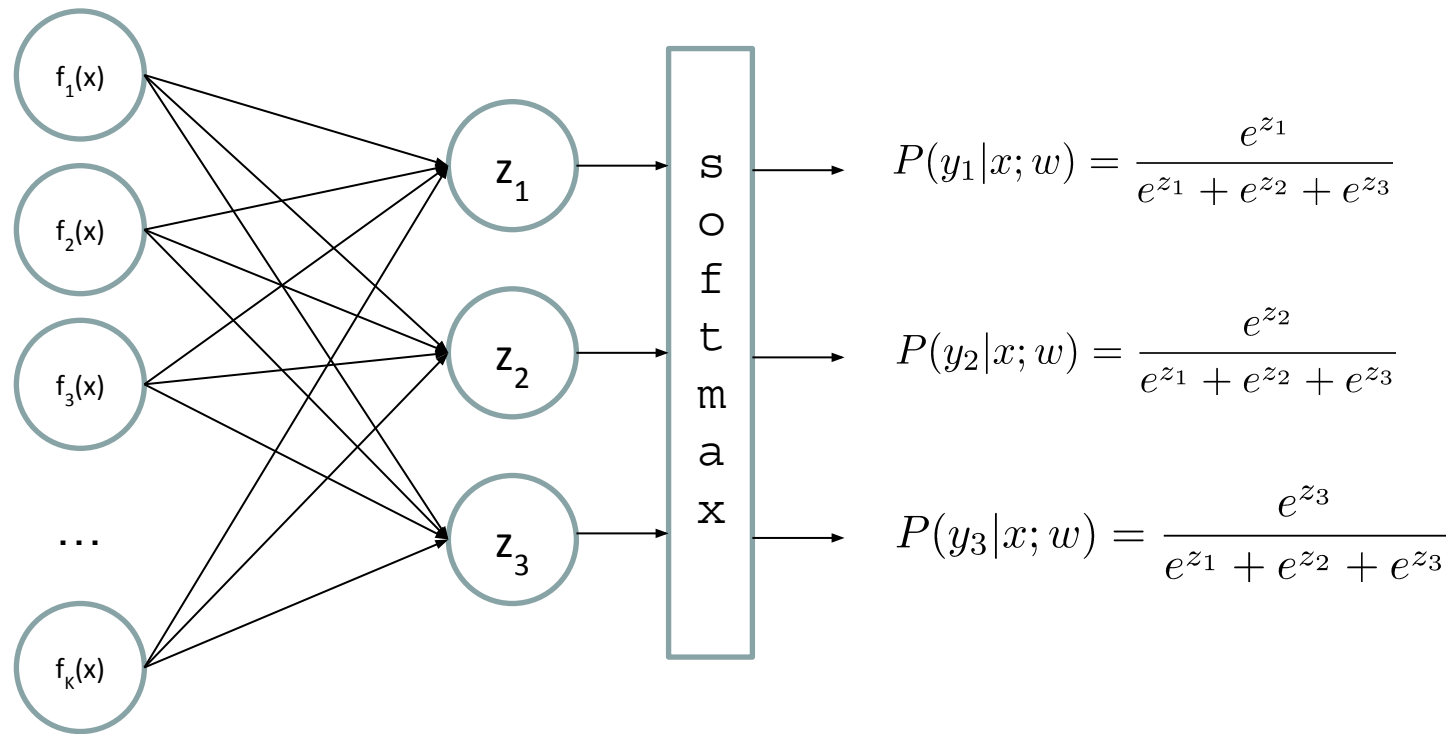 f₁(x)
f₂(x)
f₃(x)
...
f_K(x)
z₁
z₂
z₃
softmax
P(y₁|x; w) = e^{z₁} / (e^{z₁} + e^{z₂} + e^{z₃})
P(y₂|x; w) = e^{z₂} / (e^{z₁} + e^{z₂} + e^{z₃})
P(y₃|x; w) = e^{z₃} / (e^{z₁} + e^{z₂} + e^{z₃})